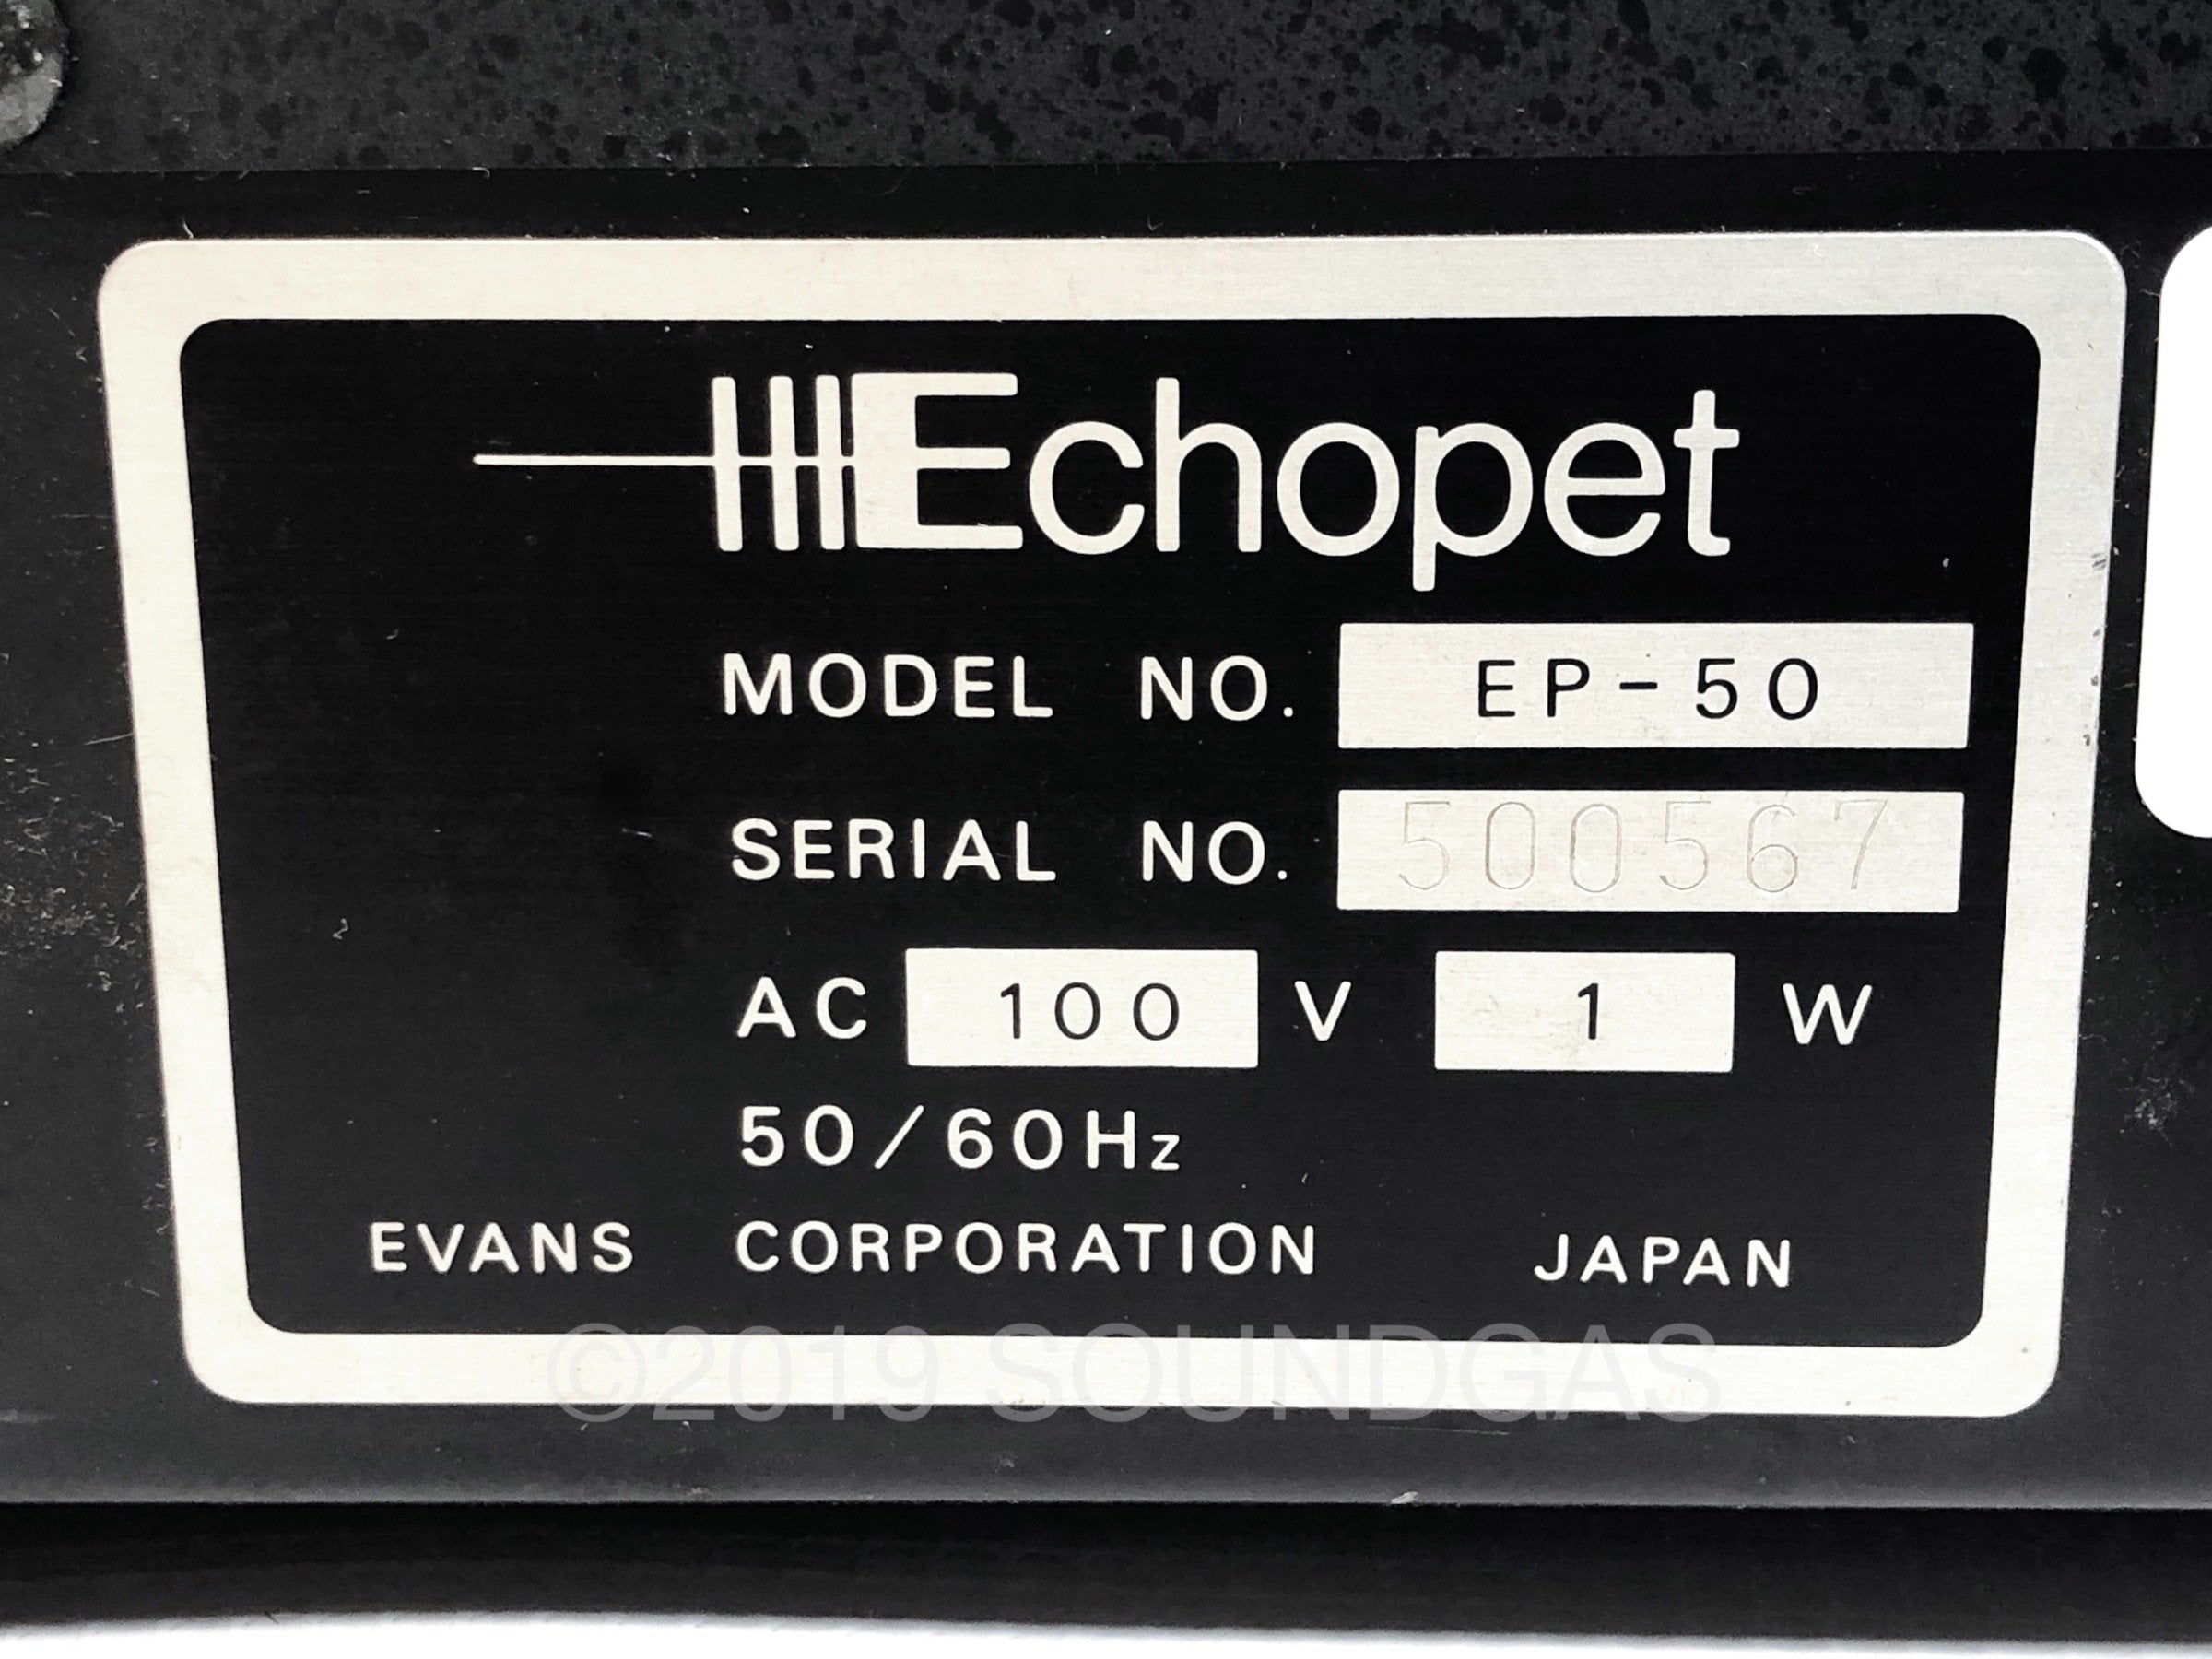 Echopet
MODEL NO. EP-50
SERIAL NO. 500567
AC 100 V 1 W
50/60Hz
EVANS CORPORATION JAPAN
©2019 SOUNDGAS